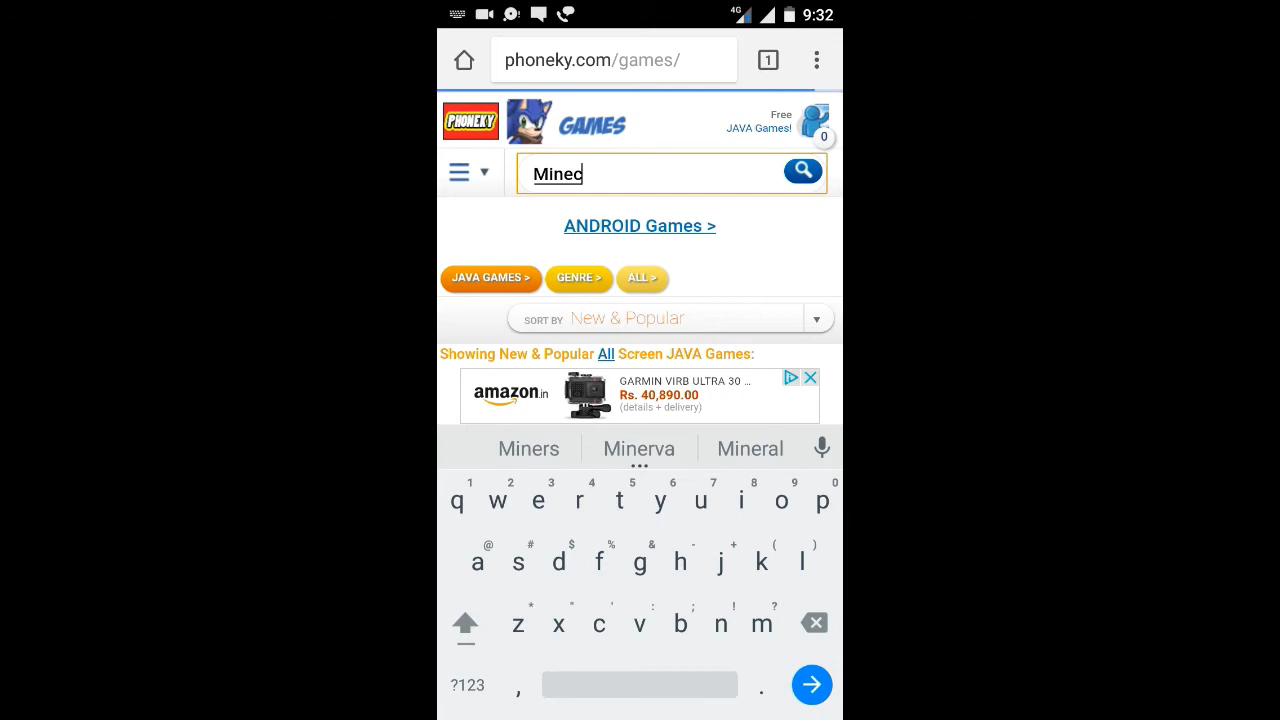 4G 9:32
phoneky.com/games/ 1
PHONEKY GAMES Free
JAVA Games! 0
Minec
ANDROID Games >
JAVA GAMES > GENRE > ALL >
SORT BY New & Popular
Showing New & Popular All Screen JAVA Games:
amazon.in GARMIN VIRB ULTRA 30 ...
Rs. 40,890.00
(details + delivery)
Miners Minerva Mineral
1 2 3 4 5 6 7 8 9 0
q w e r t y u i o p
@ # $ % & - + ( )
a s d f g h j k l
* " ' : ; ! ?
z x c v b n m
?123 , .